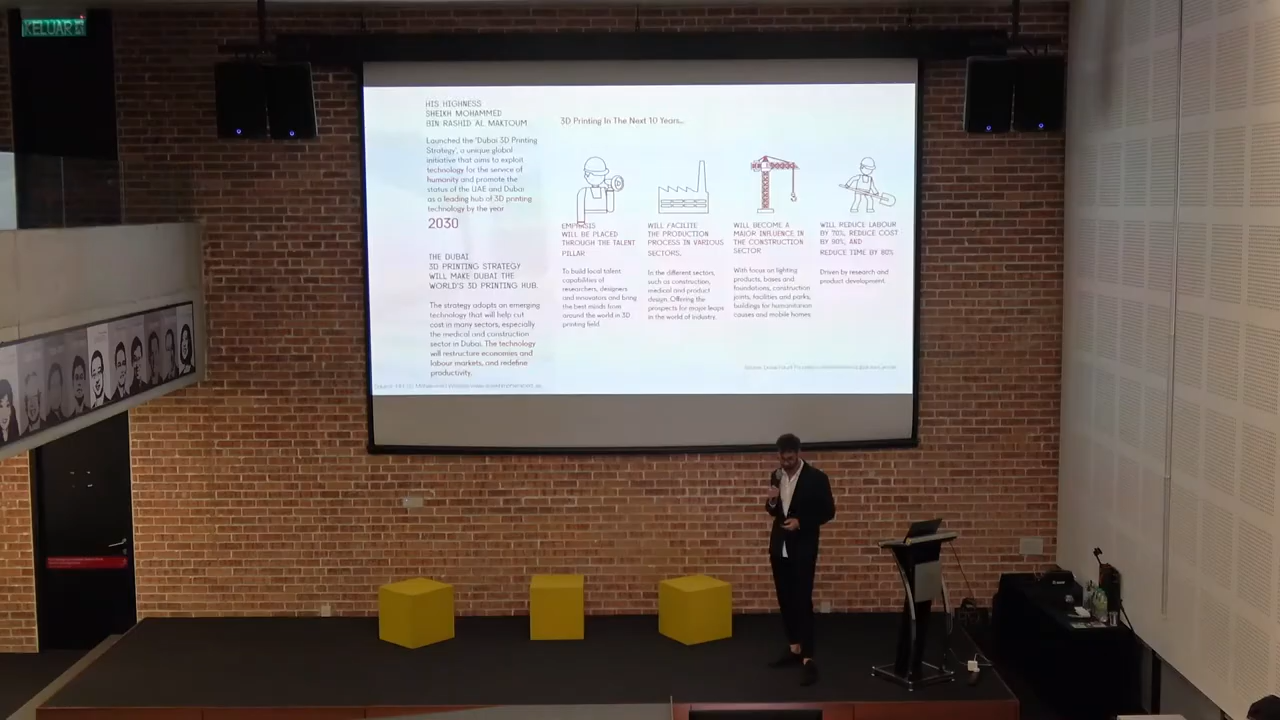 KELUAR
HIS HIGHNESS
SHEIKH MOHAMMED
BIN RASHID AL MAKTOUM
Launched the 'Dubai 3D Printing
Strategy', a unique global
initiative that aims to exploit
technology for the service of
humanity and promote the
status of the UAE and Dubai
as a leading hub of 3D printing
technology by the year
2030
THE DUBAI
3D PRINTING STRATEGY
WILL MAKE DUBAI THE
WORLD'S 3D PRINTING HUB.
The strategy adopts an emerging
technology that will help cut
cost in many sectors, especially
the medical and construction
sector in Dubai. The technology
will restructure economies and
labour markets, and redefine
productivity.
3D Printing In The Next 10 Years...
EMPHASIS
WILL BE PLACED
THROUGH THE TALENT
PILLAR
To build local talent
capabilities of
researchers, designers
and innovators and bring
the best minds from
around the world in 3D
printing field.
WILL FACILITE
THE PRODUCTION
PROCESS IN VARIOUS
SECTORS.
In the different sectors,
such as construction,
medical and product
design. Offering the
prospects for major leaps
in the world of industry.
WILL BECOME A
MAJOR INFLUENCE IN
THE CONSTRUCTION
SECTOR
With focus on lighting
products, bases and
foundations, construction
joints, facilities and parks,
buildings for humanitarian
causes and mobile homes
WILL REDUCE LABOUR
BY 70%, REDUCE COST
BY 90%, AND
REDUCE TIME BY 80%
Driven by research and
product development.